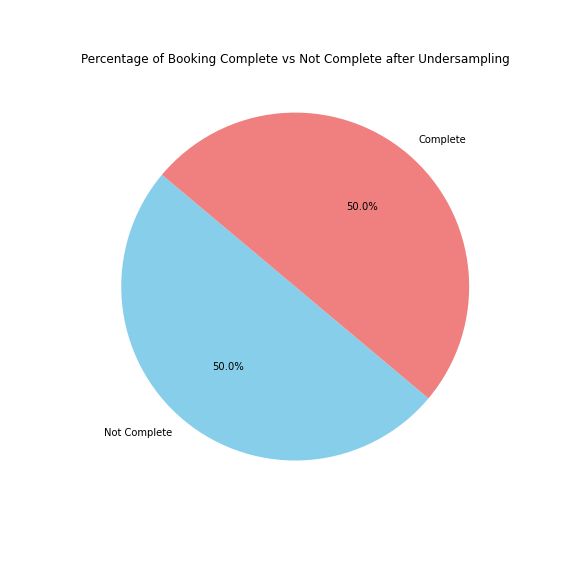 Percentage of Booking Complete vs Not Complete after Undersampling
Complete
50.0%
50.0%
Not Complete